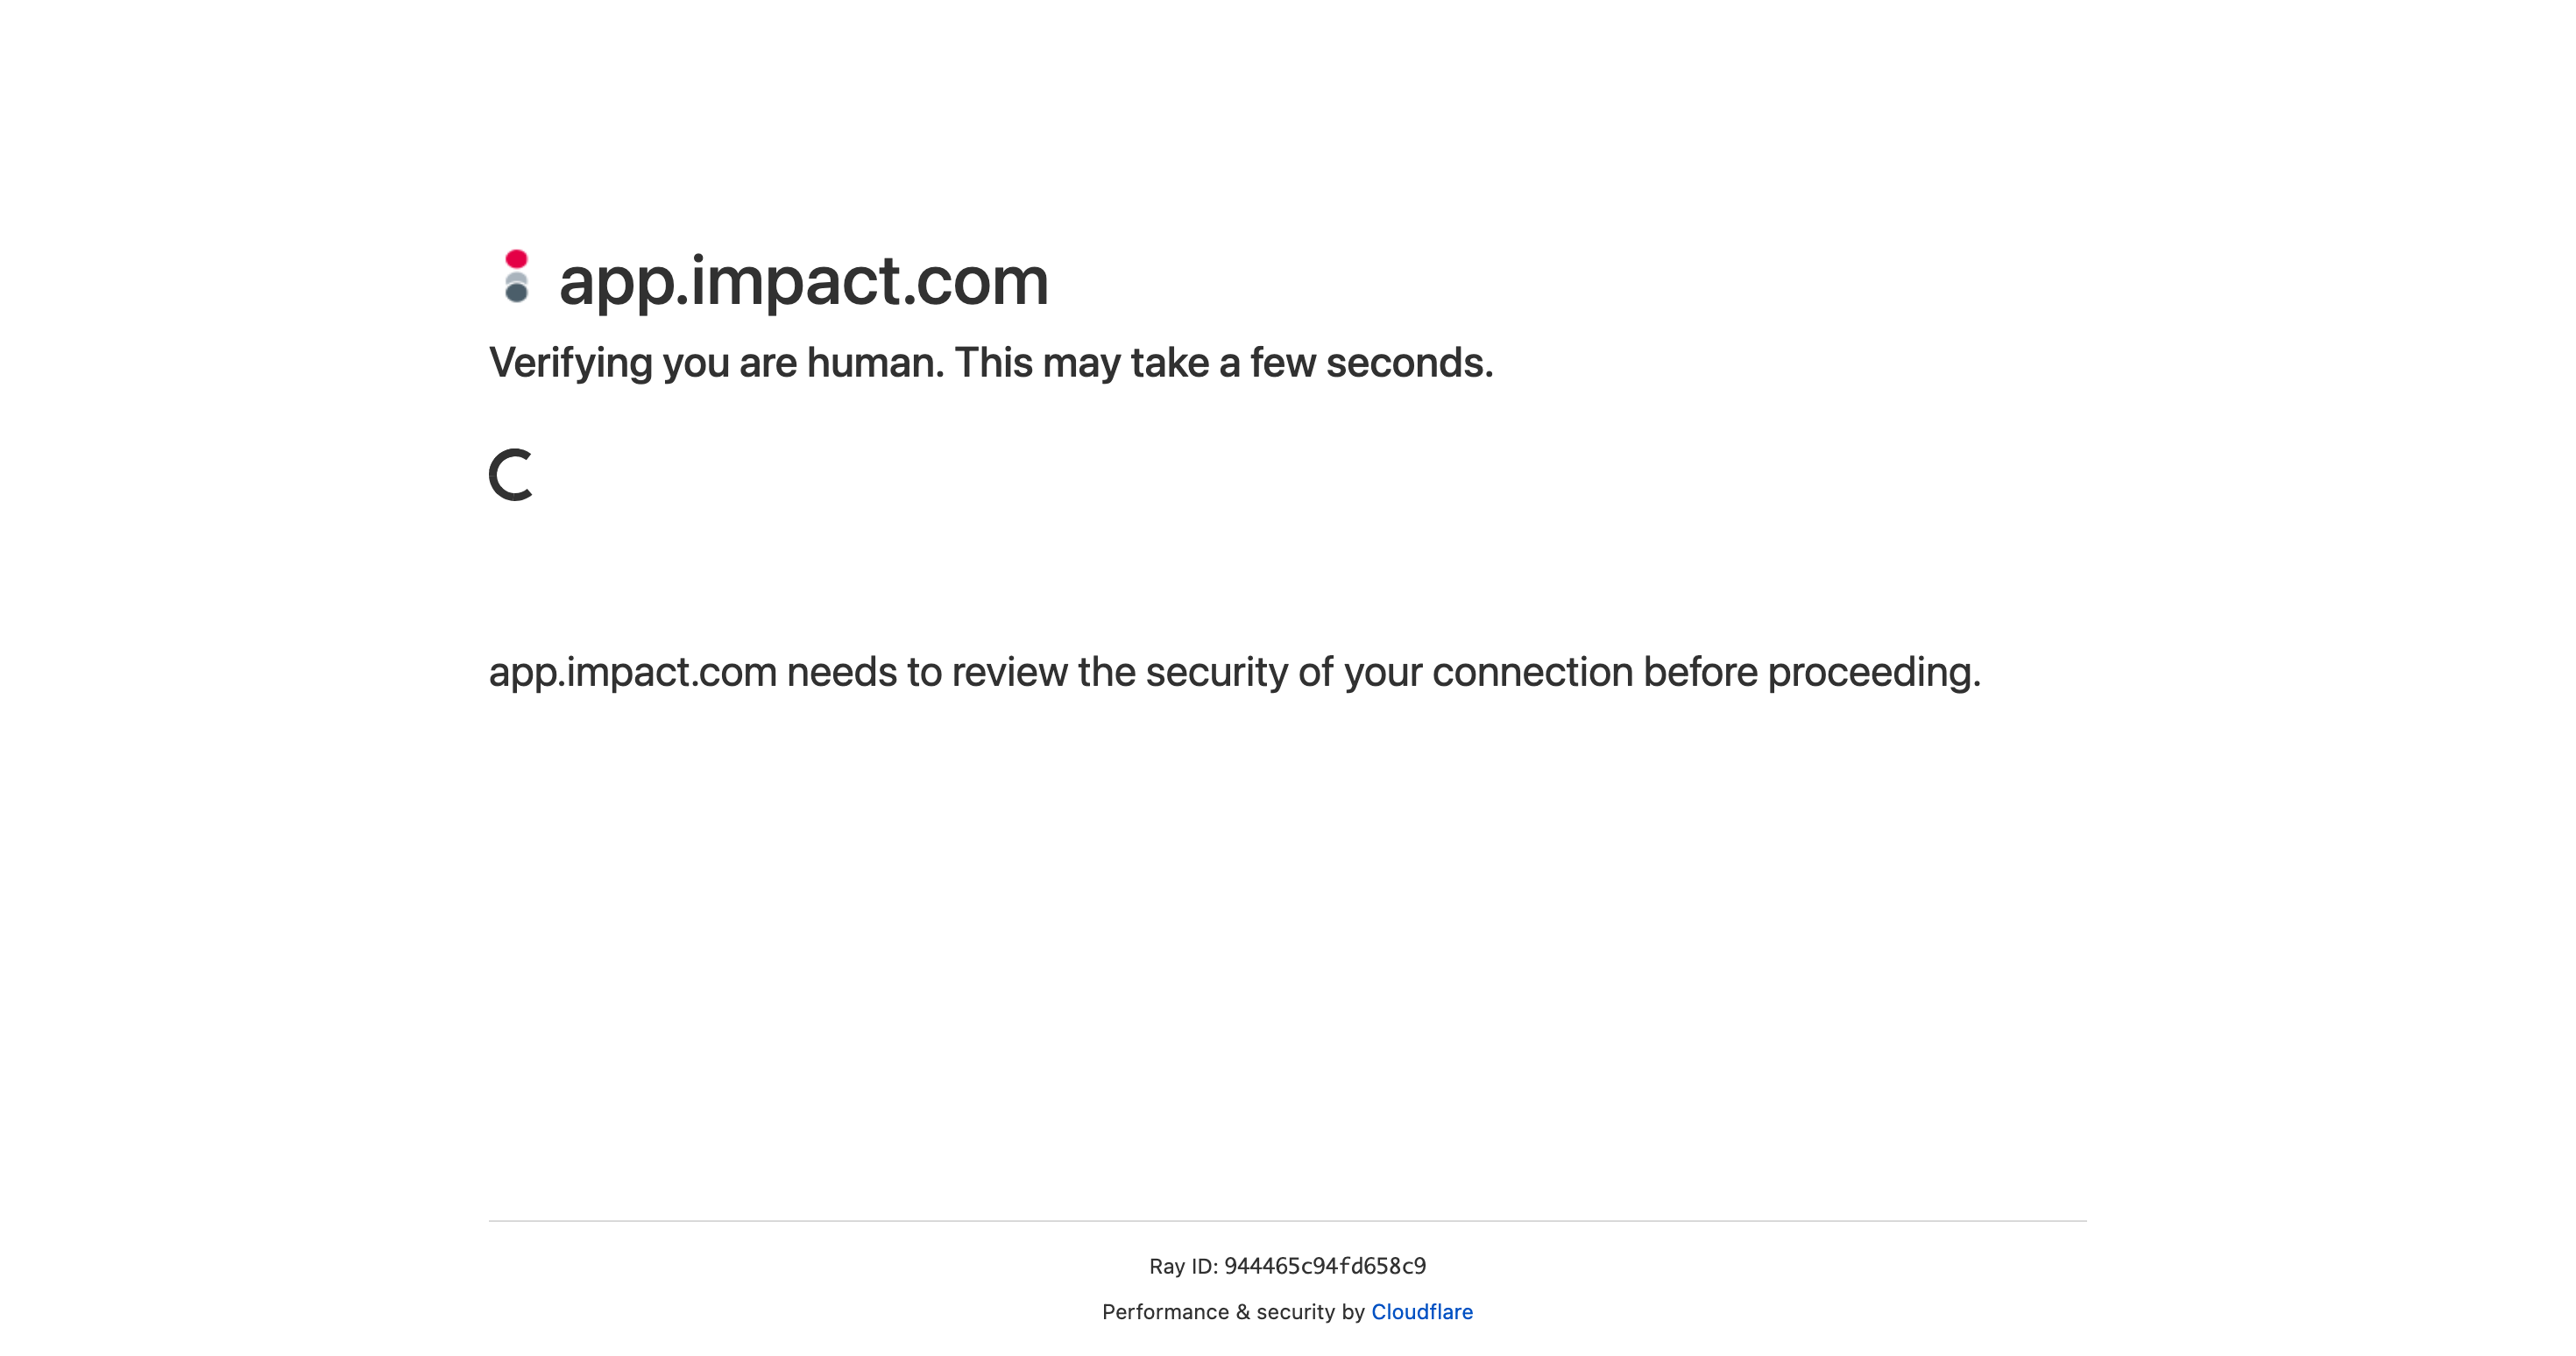 app.impact.com
Verifying you are human. This may take a few seconds.
app.impact.com needs to review the security of your connection before proceeding.
Ray ID: 944465c94fd658c9
Performance & security by Cloudflare